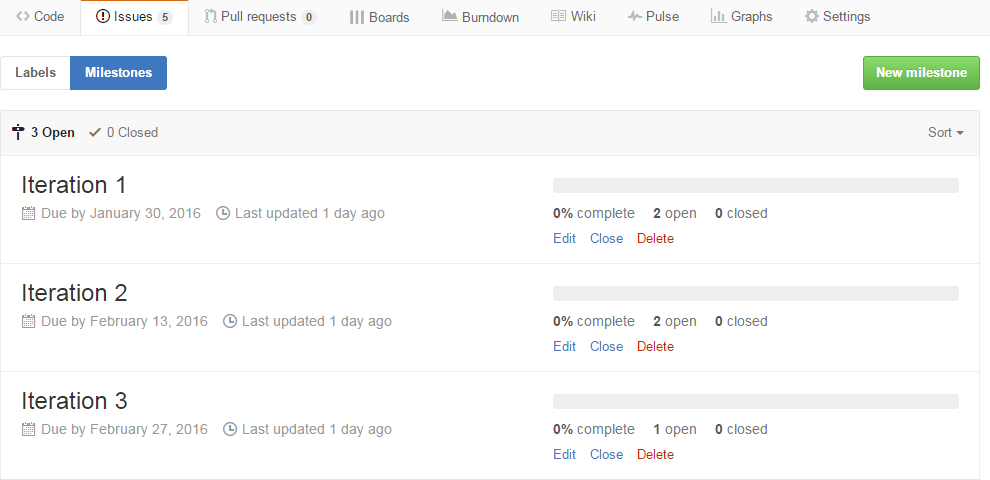 Code Issues 5 Pull requests 0 Boards Burndown Wiki Pulse Graphs Settings
Labels Milestones New milestone
3 Open 0 Closed Sort
Iteration 1
Due by January 30, 2016 Last updated 1 day ago
0% complete 2 open 0 closed
Edit Close Delete
Iteration 2
Due by February 13, 2016 Last updated 1 day ago
0% complete 2 open 0 closed
Edit Close Delete
Iteration 3
Due by February 27, 2016 Last updated 1 day ago
0% complete 1 open 0 closed
Edit Close Delete